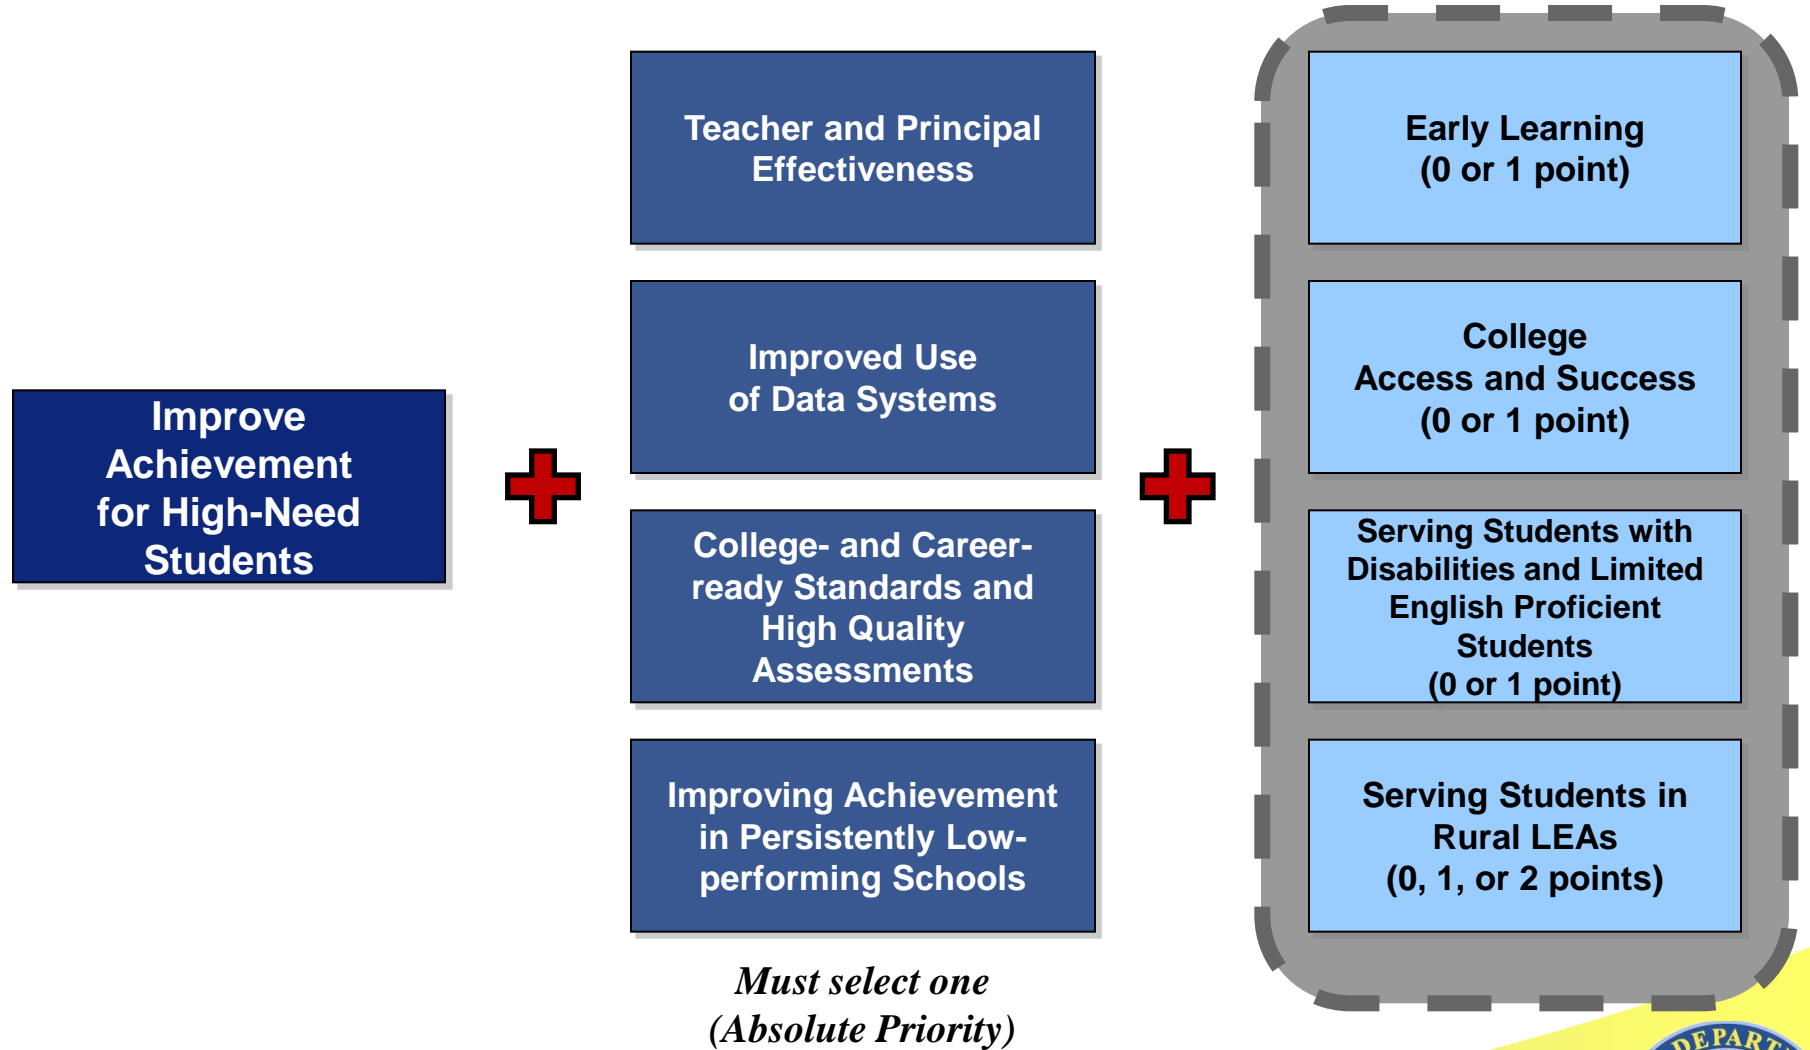 Improve
Achievement
for High-Need
Students
Teacher and Principal
Effectiveness
Improved Use
of Data Systems
College- and Career-
ready Standards and
High Quality
Assessments
Improving Achievement
in Persistently Low-
performing Schools
Must select one
(Absolute Priority)
Early Learning
(0 or 1 point)
College
Access and Success
(0 or 1 point)
Serving Students with
Disabilities and Limited
English Proficient
Students
(0 or 1 point)
Serving Students in
Rural LEAs
(0, 1, or 2 points)